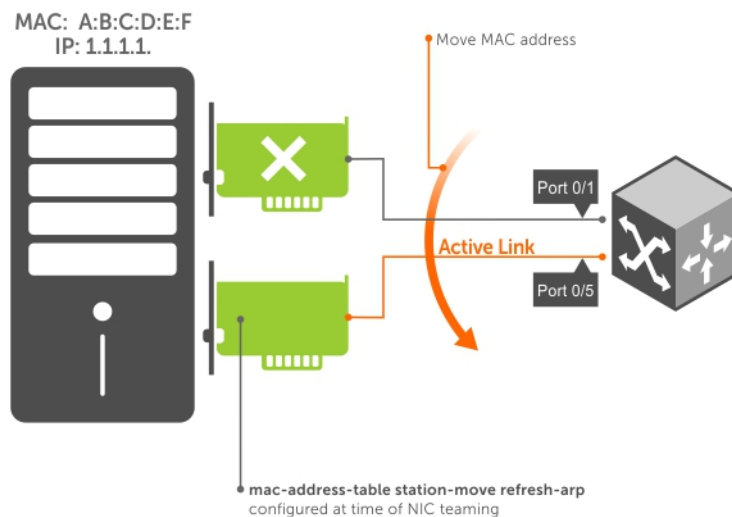 MAC: A:B:C:D:E:F
IP: 1.1.1.1.
Move MAC address
Port 0/1
Active Link
Port 0/5
mac-address-table station-move refresh-arp
configured at time of NIC teaming